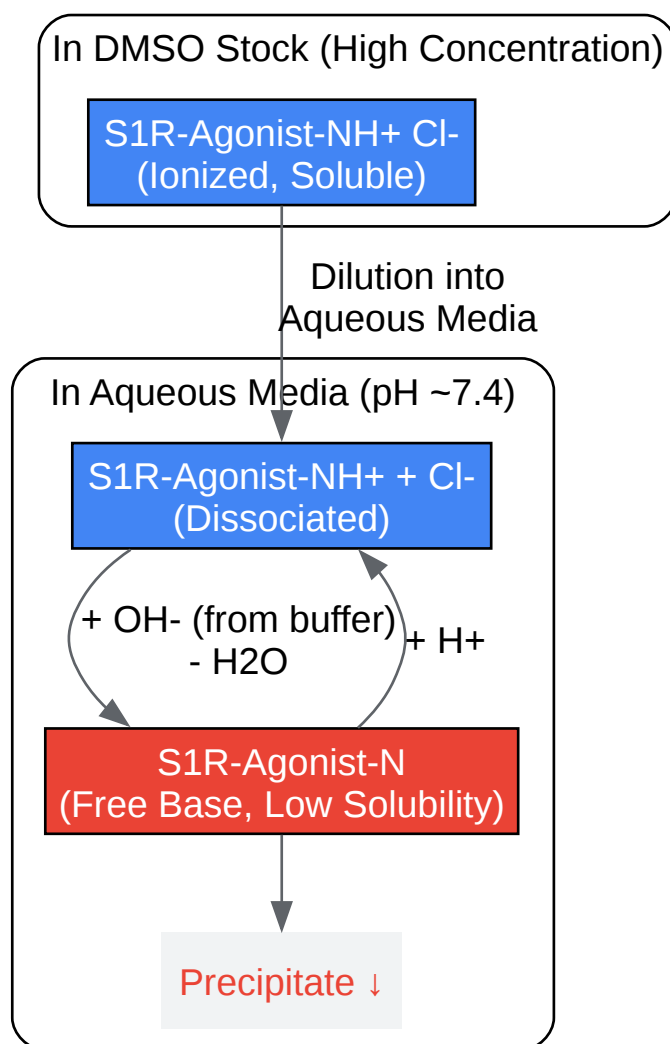 In DMSO Stock (High Concentration)
S1R-Agonist-NH+ Cl-
(Ionized, Soluble)
Dilution into
Aqueous Media
In Aqueous Media (pH ~7.4)
S1R-Agonist-NH+ + Cl-
(Dissociated)
+ OH- (from buffer)
- H2O
+ H+
S1R-Agonist-N
(Free Base, Low Solubility)
Precipitate ↓